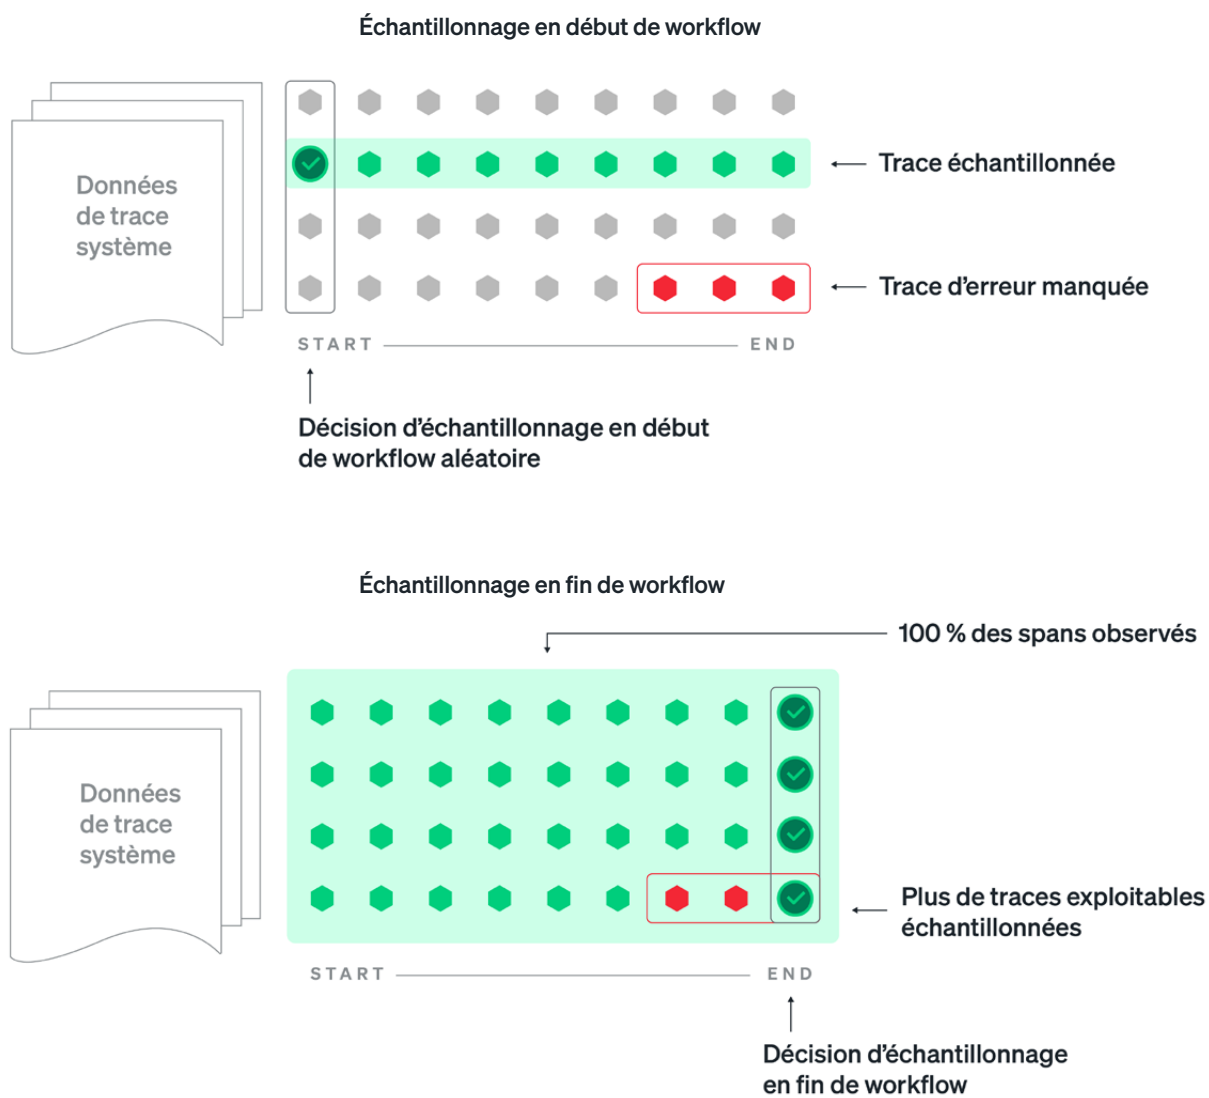 Échantillonnage en début de workflow
Données
de trace
système
Trace échantillonnée
Trace d’erreur manquée
START
END
Décision d’échantillonnage en début
de workflow aléatoire
Échantillonnage en fin de workflow
100 % des spans observés
Données
de trace
système
Plus de traces exploitables
échantillonnées
START
END
Décision d’échantillonnage
en fin de workflow